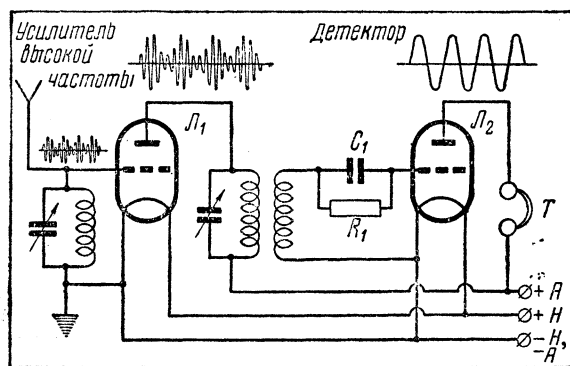 Усилитель
высокой
частоты
Детектор
Л₁
Л₂
C₁
R₁
T
+ А
+ Н
- Н,
- А